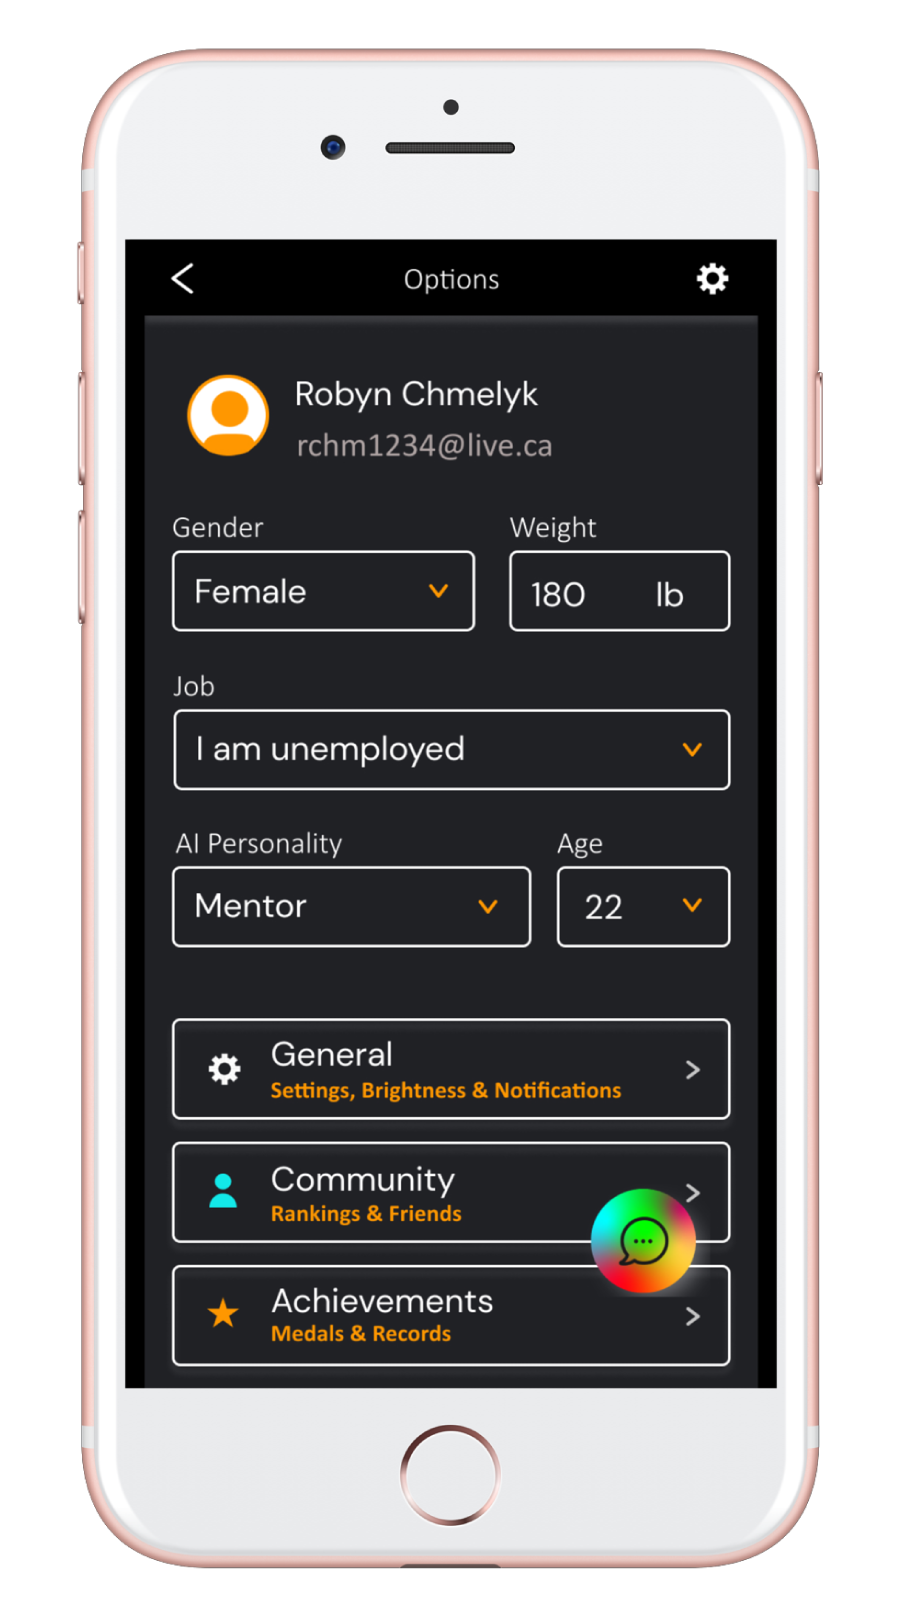 Options
Robyn Chmelyk
rchm1234@live.ca
Gender Weight
Female 180 lb
Job
I am unemployed
AI Personality Age
Mentor 22
General
Settings, Brightness & Notifications
Community
Rankings & Friends
Achievements
Medals & Records